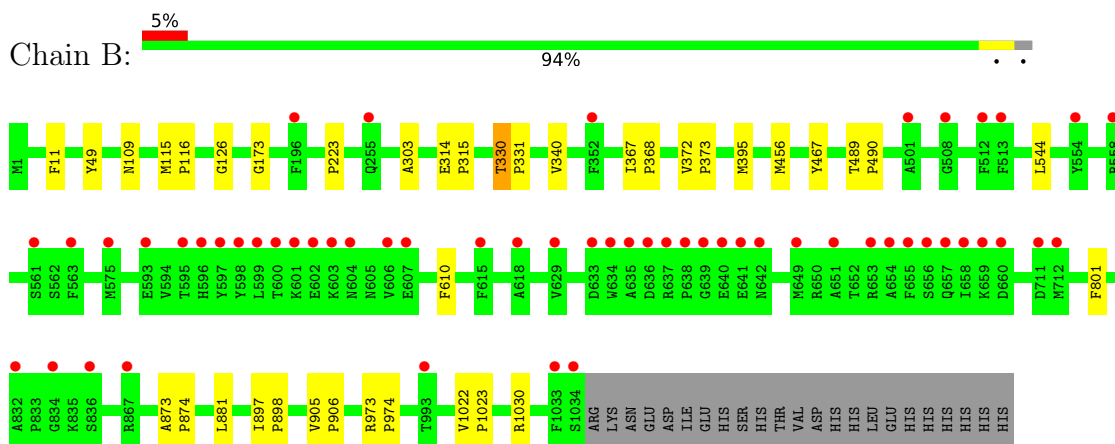 5%
Chain B:
94%
M1 F11 Y49 N109 M115 P116 G126 G173 F196 P223 Q255 A303 E314 P315 T330 P331 V340 F352 I367 P368 V372 P373 M395 M456 Y467 T489 P490 A501 G508 F512 F513 L544 Y554
S561 S562 F563 M575 E593 V594 T595 H596 Y597 Y598 L599 T600 K601 E602 K603 N604 N605 V606 E607 F610 F615 A618 V629 D633 W634 A635 D636 R637 P638 G639 E640 E641 N642 M649 R650 A651 T652 R653 A654 F655 S656 Q657 I658 K659 D660 D711 M712 F801
A832 P833 G834 K835 S836 R867 A873 P874 L881 I897 P898 V905 P906 R973 P974 T993 V1022 P1023 R1030 F1033 S1034 ARG LYS ASN GLU ASP ILE GLU HIS SER HIS THR VAL ASP HIS HIS LEU GLU HIS HIS HIS HIS HIS HIS